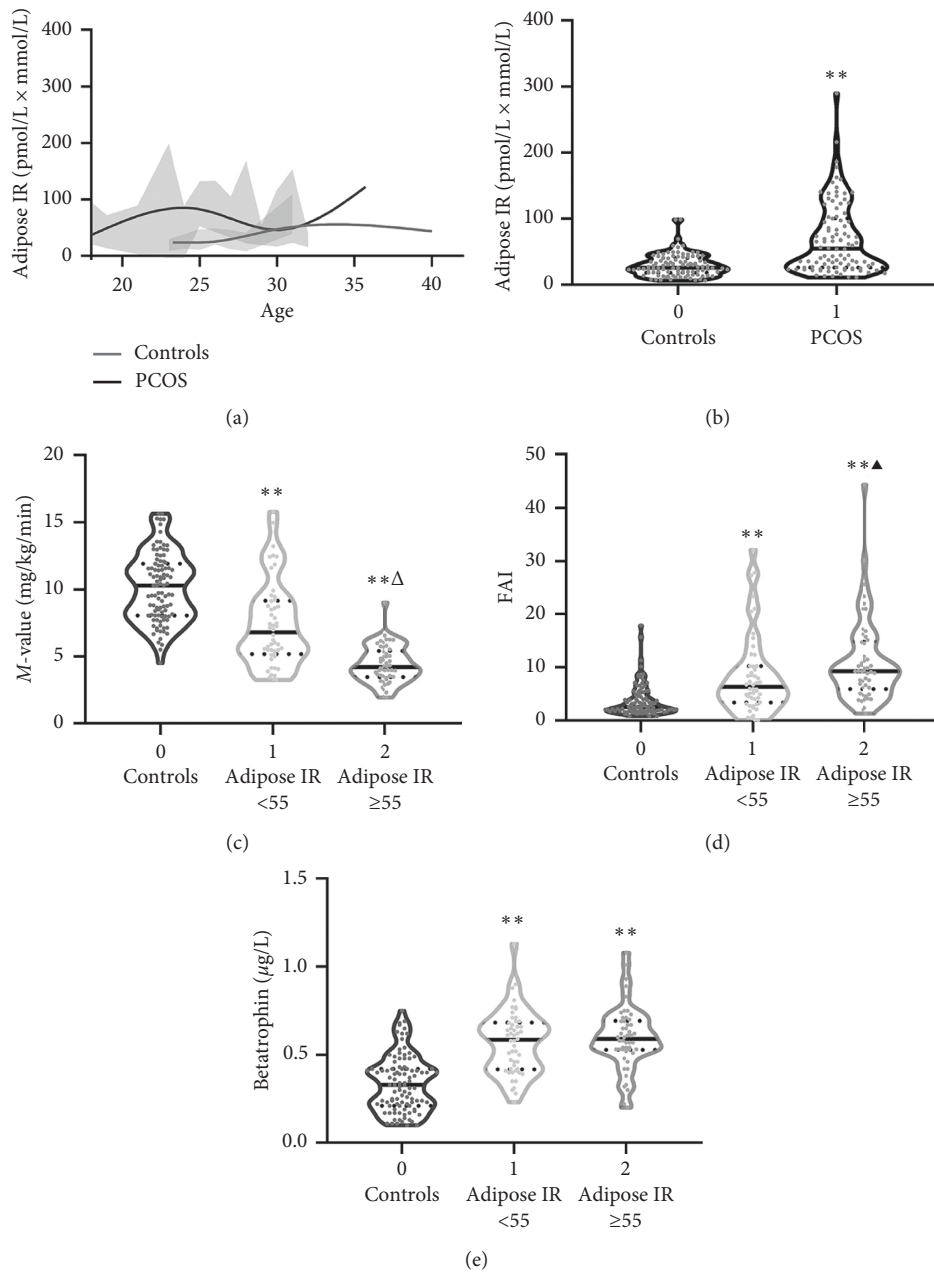 Adipose IR (pmol/L × mmol/L)
400
300
200
100
0
20
25
30
35
40
Age
Controls
PCOS
(a)
Adipose IR (pmol/L × mmol/L)
400
300
200
100
0
**
0
1
Controls
PCOS
(b)
M-value (mg/kg/min)
20
15
10
5
0
**
**Δ
0
1
2
Controls
Adipose IR
Adipose IR
<55
≥55
(c)
FAI
50
40
30
20
10
0
**
**▲
0
1
2
Controls
Adipose IR
Adipose IR
<55
≥55
(d)
Betatrophin (μg/L)
1.5
1.0
0.5
0.0
**
**
0
1
2
Controls
Adipose IR
Adipose IR
<55
≥55
(e)